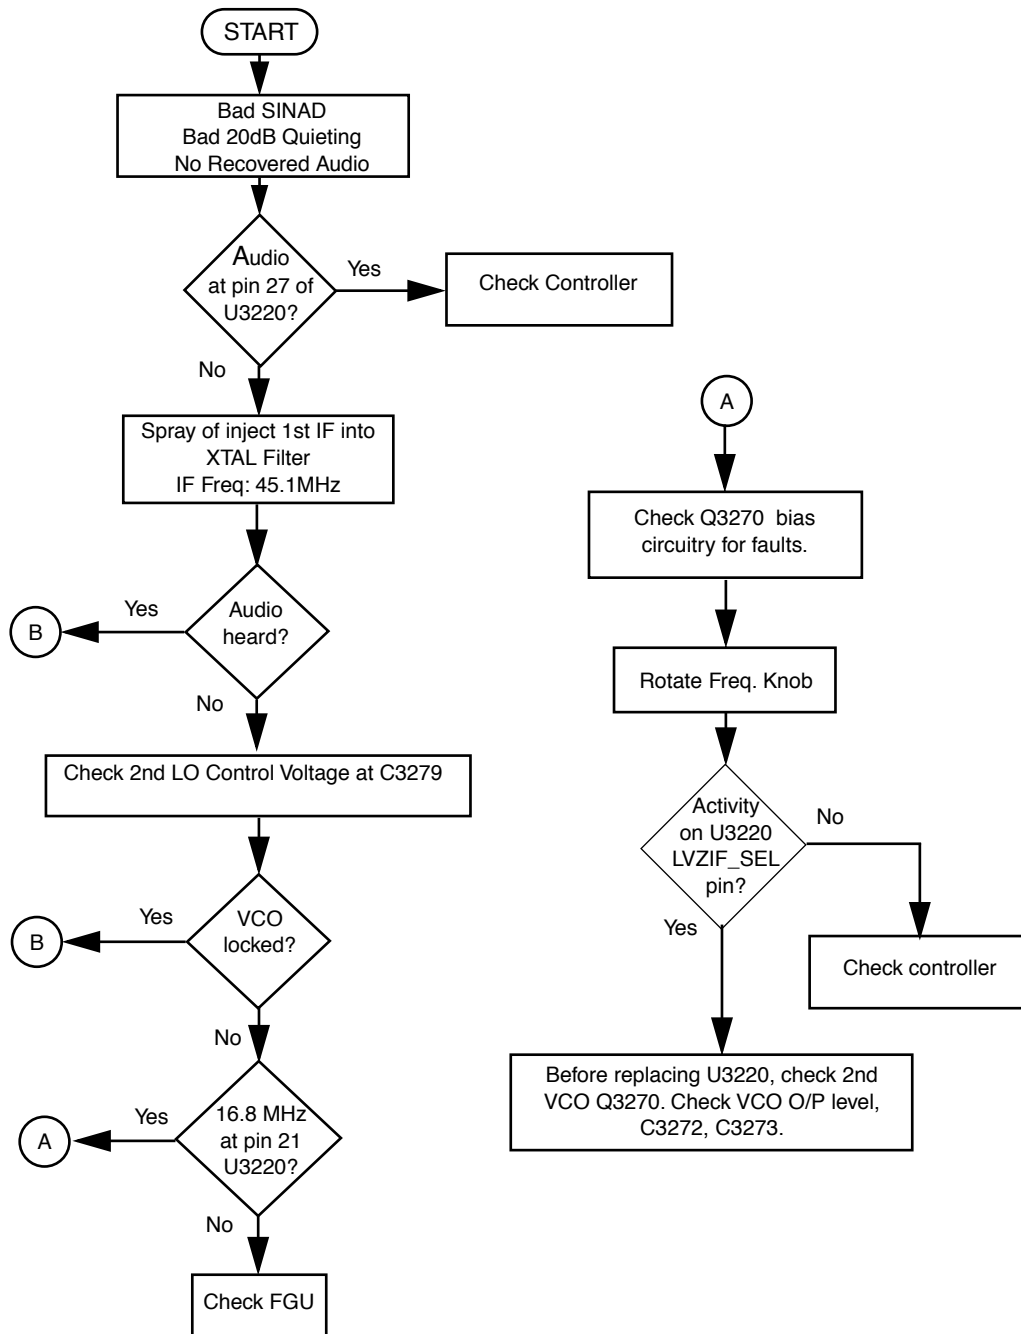 START
Bad SINAD
Bad 20dB Quieting
No Recovered Audio
Audio
at pin 27 of
U3220?
Yes
Check Controller
No
Spray of inject 1st IF into
XTAL Filter
IF Freq: 45.1MHz
Audio
heard?
Yes
B
No
Check 2nd LO Control Voltage at C3279
VCO
locked?
Yes
B
No
16.8 MHz
at pin 21
U3220?
Yes
A
No
Check FGU
A
Check Q3270 bias
circuitry for faults.
Rotate Freq. Knob
Activity
on U3220
LVZIF_SEL
pin?
No
Check controller
Yes
Before replacing U3220, check 2nd
VCO Q3270. Check VCO O/P level,
C3272, C3273.